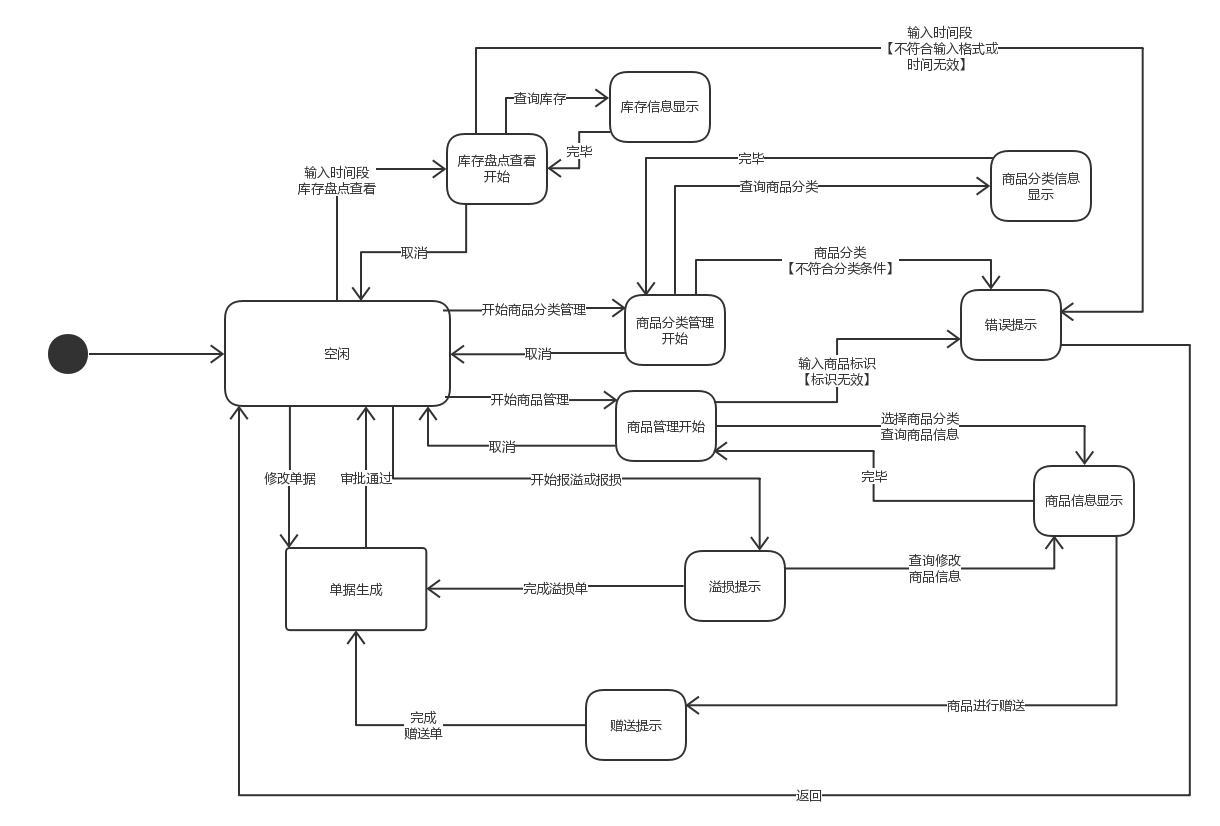 输入时间段
【不符合输入格式或
时间无效】
查询库存
库存信息显示
完毕
库存盘点查看
开始
输入时间段
库存盘点查看
完毕
查询商品分类
商品分类信息
显示
取消
商品分类
【不符合分类条件】
开始商品分类管理
商品分类管理
开始
错误提示
空闲
取消
输入商品标识
【标识无效】
开始商品管理
商品管理开始
选择商品分类
查询商品信息
取消
修改单据
审批通过
开始报溢或报损
完毕
商品信息显示
查询修改
商品信息
单据生成
完成溢损单
溢损提示
商品进行赠送
完成
赠送单
赠送提示
返回